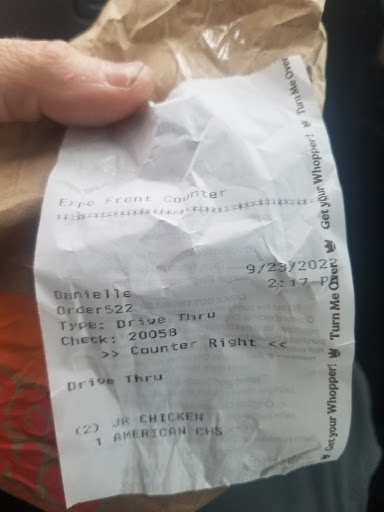 Expo Front Counter
9/23/2022
2:17 P
Danielle
Order522
Type: Drive Thru
Check: 20058
>> Counter Right <<
Drive Thru
(2) JR CHICKEN
1 AMERICAN CHS
Get your Whopper! Turn Me Over! Get your Whopper! Turn Me Over